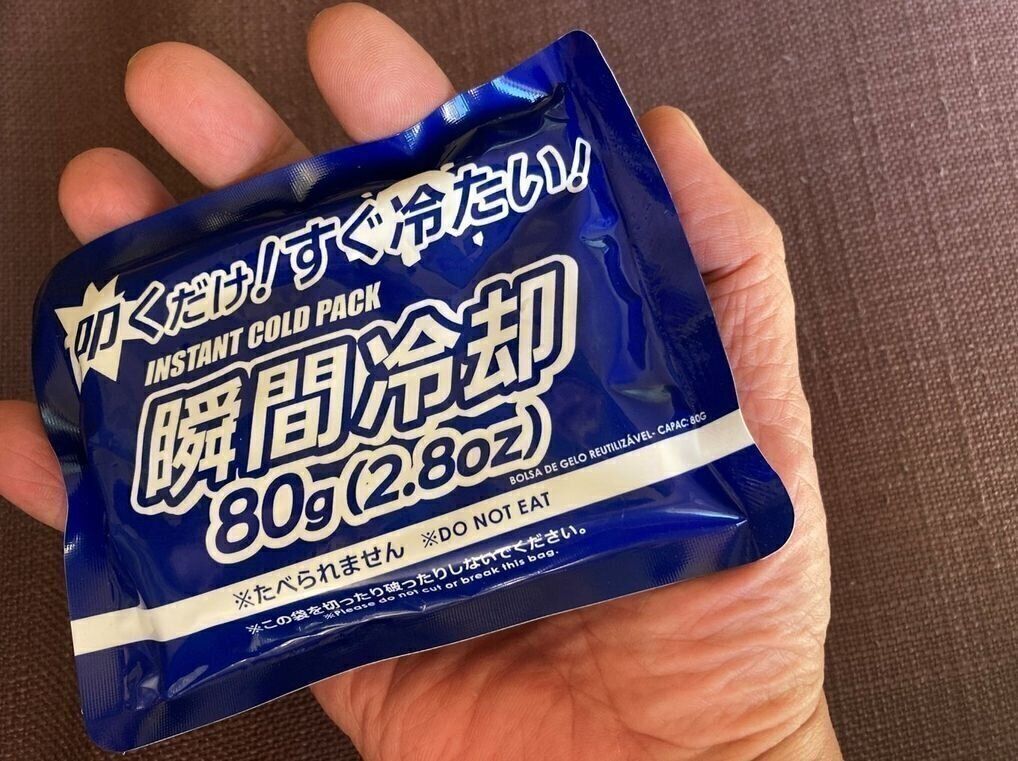 叩くだけ!すぐ冷たい!
INSTANT COLD PACK
瞬間冷却
80g(2.8oz)
BOLSA DE GELO REUTILIZÁVEL- CAPAC: 80G
※たべられません ※DO NOT EAT
※この袋を切ったり破ったりしないでください。
※Please do not cut or break this bag.